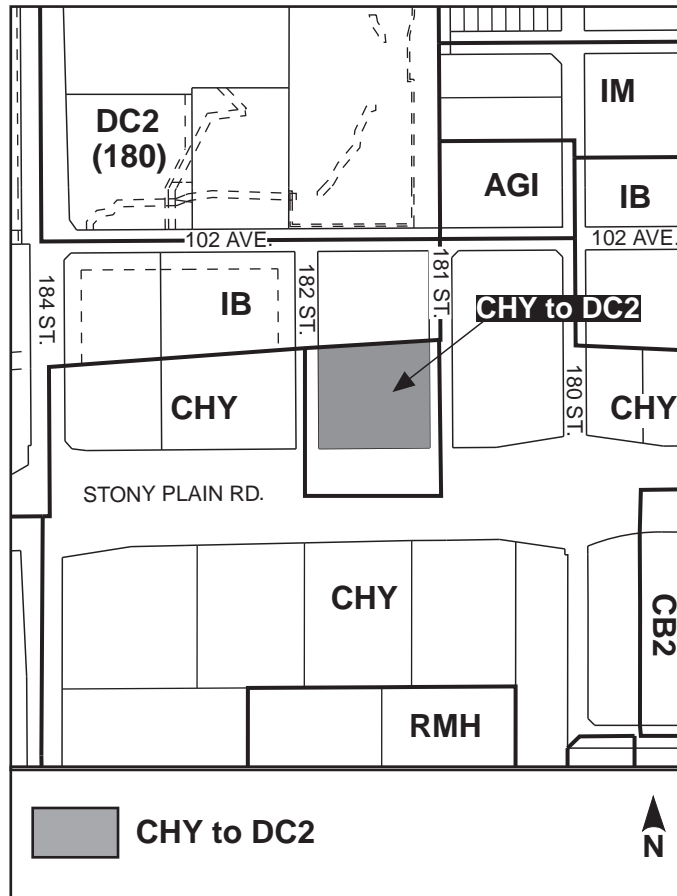 IM
DC2
(180)
AGI
IB
102 AVE.
102 AVE.
184 ST.
182 ST.
181 ST.
IB
CHY to DC2
180 ST.
CHY
CHY
STONY PLAIN RD.
CHY
CB2
RMH
CHY to DC2
N